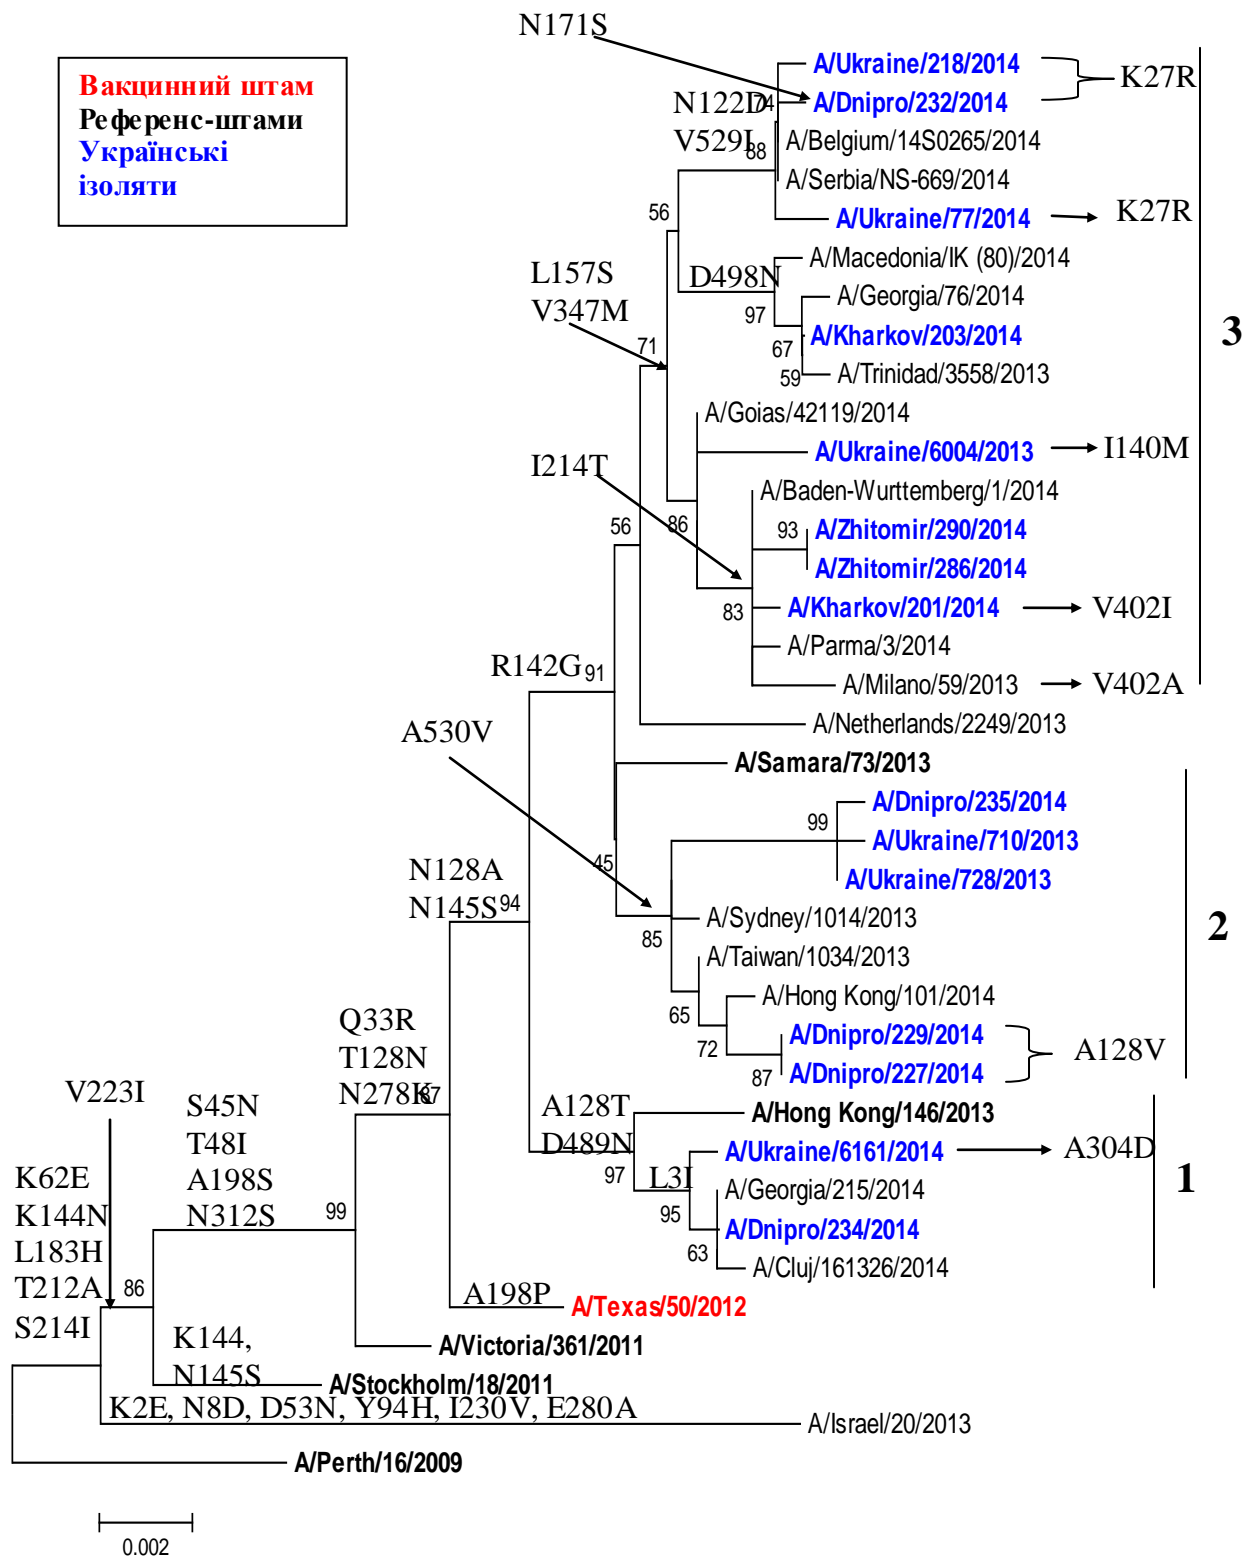 N171S
Вакцинний штам
Референс-штами
Українські
ізоляти
A/Ukraine/218/2014
K27R
N122D
74
A/Dnipro/232/2014
V529I
88
A/Belgium/14S0265/2014
A/Serbia/NS-669/2014
56
A/Ukraine/77/2014
K27R
A/Macedonia/IK (80)/2014
L157S
D498N
V347M
97
A/Georgia/76/2014
3
71
67
A/Kharkov/203/2014
59
A/Trinidad/3558/2013
A/Goias/42119/2014
A/Ukraine/6004/2013
I140M
I214T
A/Baden-Wurttemberg/1/2014
56
86
93
A/Zhitomir/290/2014
A/Zhitomir/286/2014
83
A/Kharkov/201/2014
V402I
A/Parma/3/2014
R142G
91
A/Milano/59/2013
V402A
A530V
A/Netherlands/2249/2013
A/Samara/73/2013
A/Dnipro/235/2014
99
A/Ukraine/710/2013
N128A
45
N145S
94
A/Ukraine/728/2013
A/Sydney/1014/2013
2
85
A/Taiwan/1034/2013
A/Hong Kong/101/2014
Q33R
65
T128N
72
A/Dnipro/229/2014
A128V
N278K
87
87
A/Dnipro/227/2014
V223I
S45N
A128T
A/Hong Kong/146/2013
T48I
D489N
A/Ukraine/6161/2014
A304D
K62E
A198S
97
L3I
A/Georgia/215/2014
1
K144N
N312S
99
95
A/Dnipro/234/2014
L183H
63
A/Cluj/161326/2014
T212A
86
A198P
A/Texas/50/2012
S214I
K144,
A/Victoria/361/2011
N145S
A/Stockholm/18/2011
K2E, N8D, D53N, Y94H, I230V, E280A
A/Israel/20/2013
A/Perth/16/2009
0.002